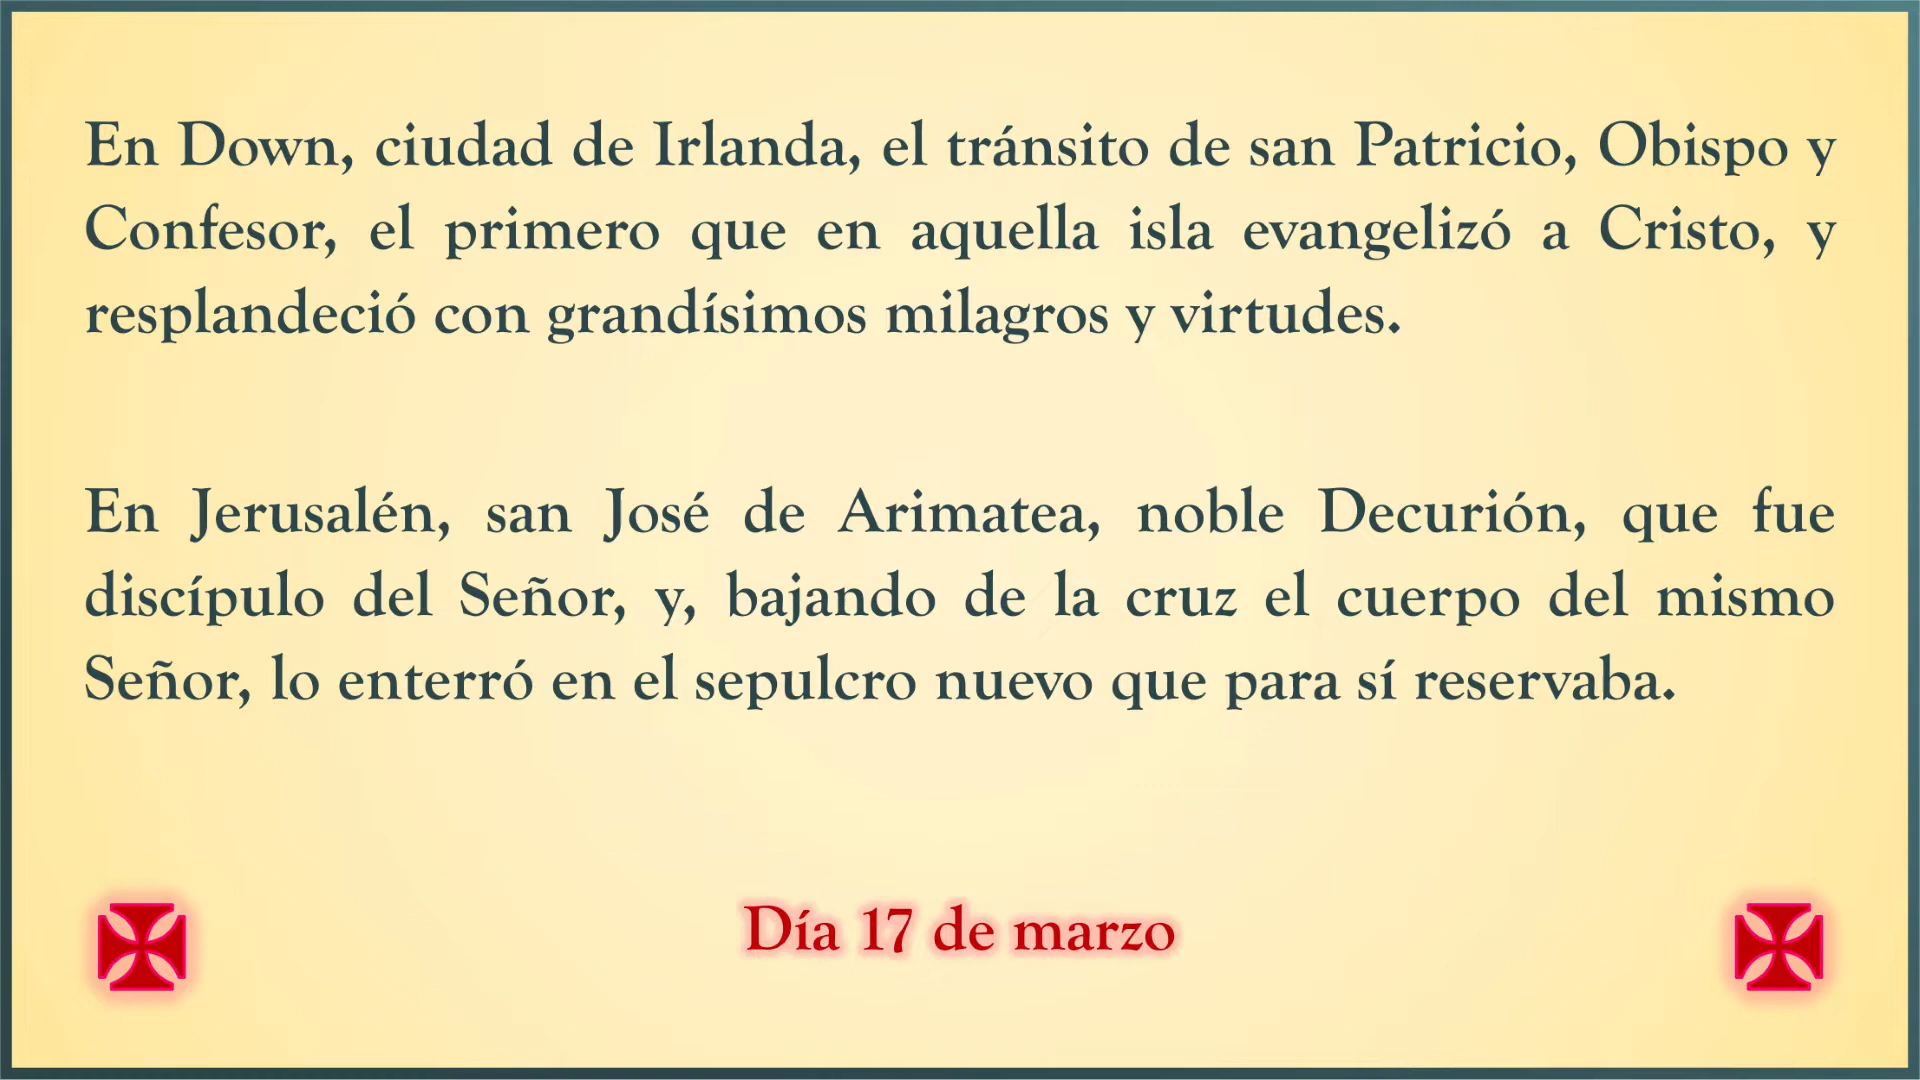 En Down, ciudad de Irlanda, el tránsito de san Patricio, Obispo y
Confesor, el primero que en aquella isla evangelizó a Cristo, y
resplandeció con grandísimos milagros y virtudes.
En Jerusalén, san José de Arimatea, noble Decurión, que fue
discípulo del Señor, y, bajando de la cruz el cuerpo del mismo
Señor, lo enterró en el sepulcro nuevo que para sí reservaba.
Día 17 de marzo